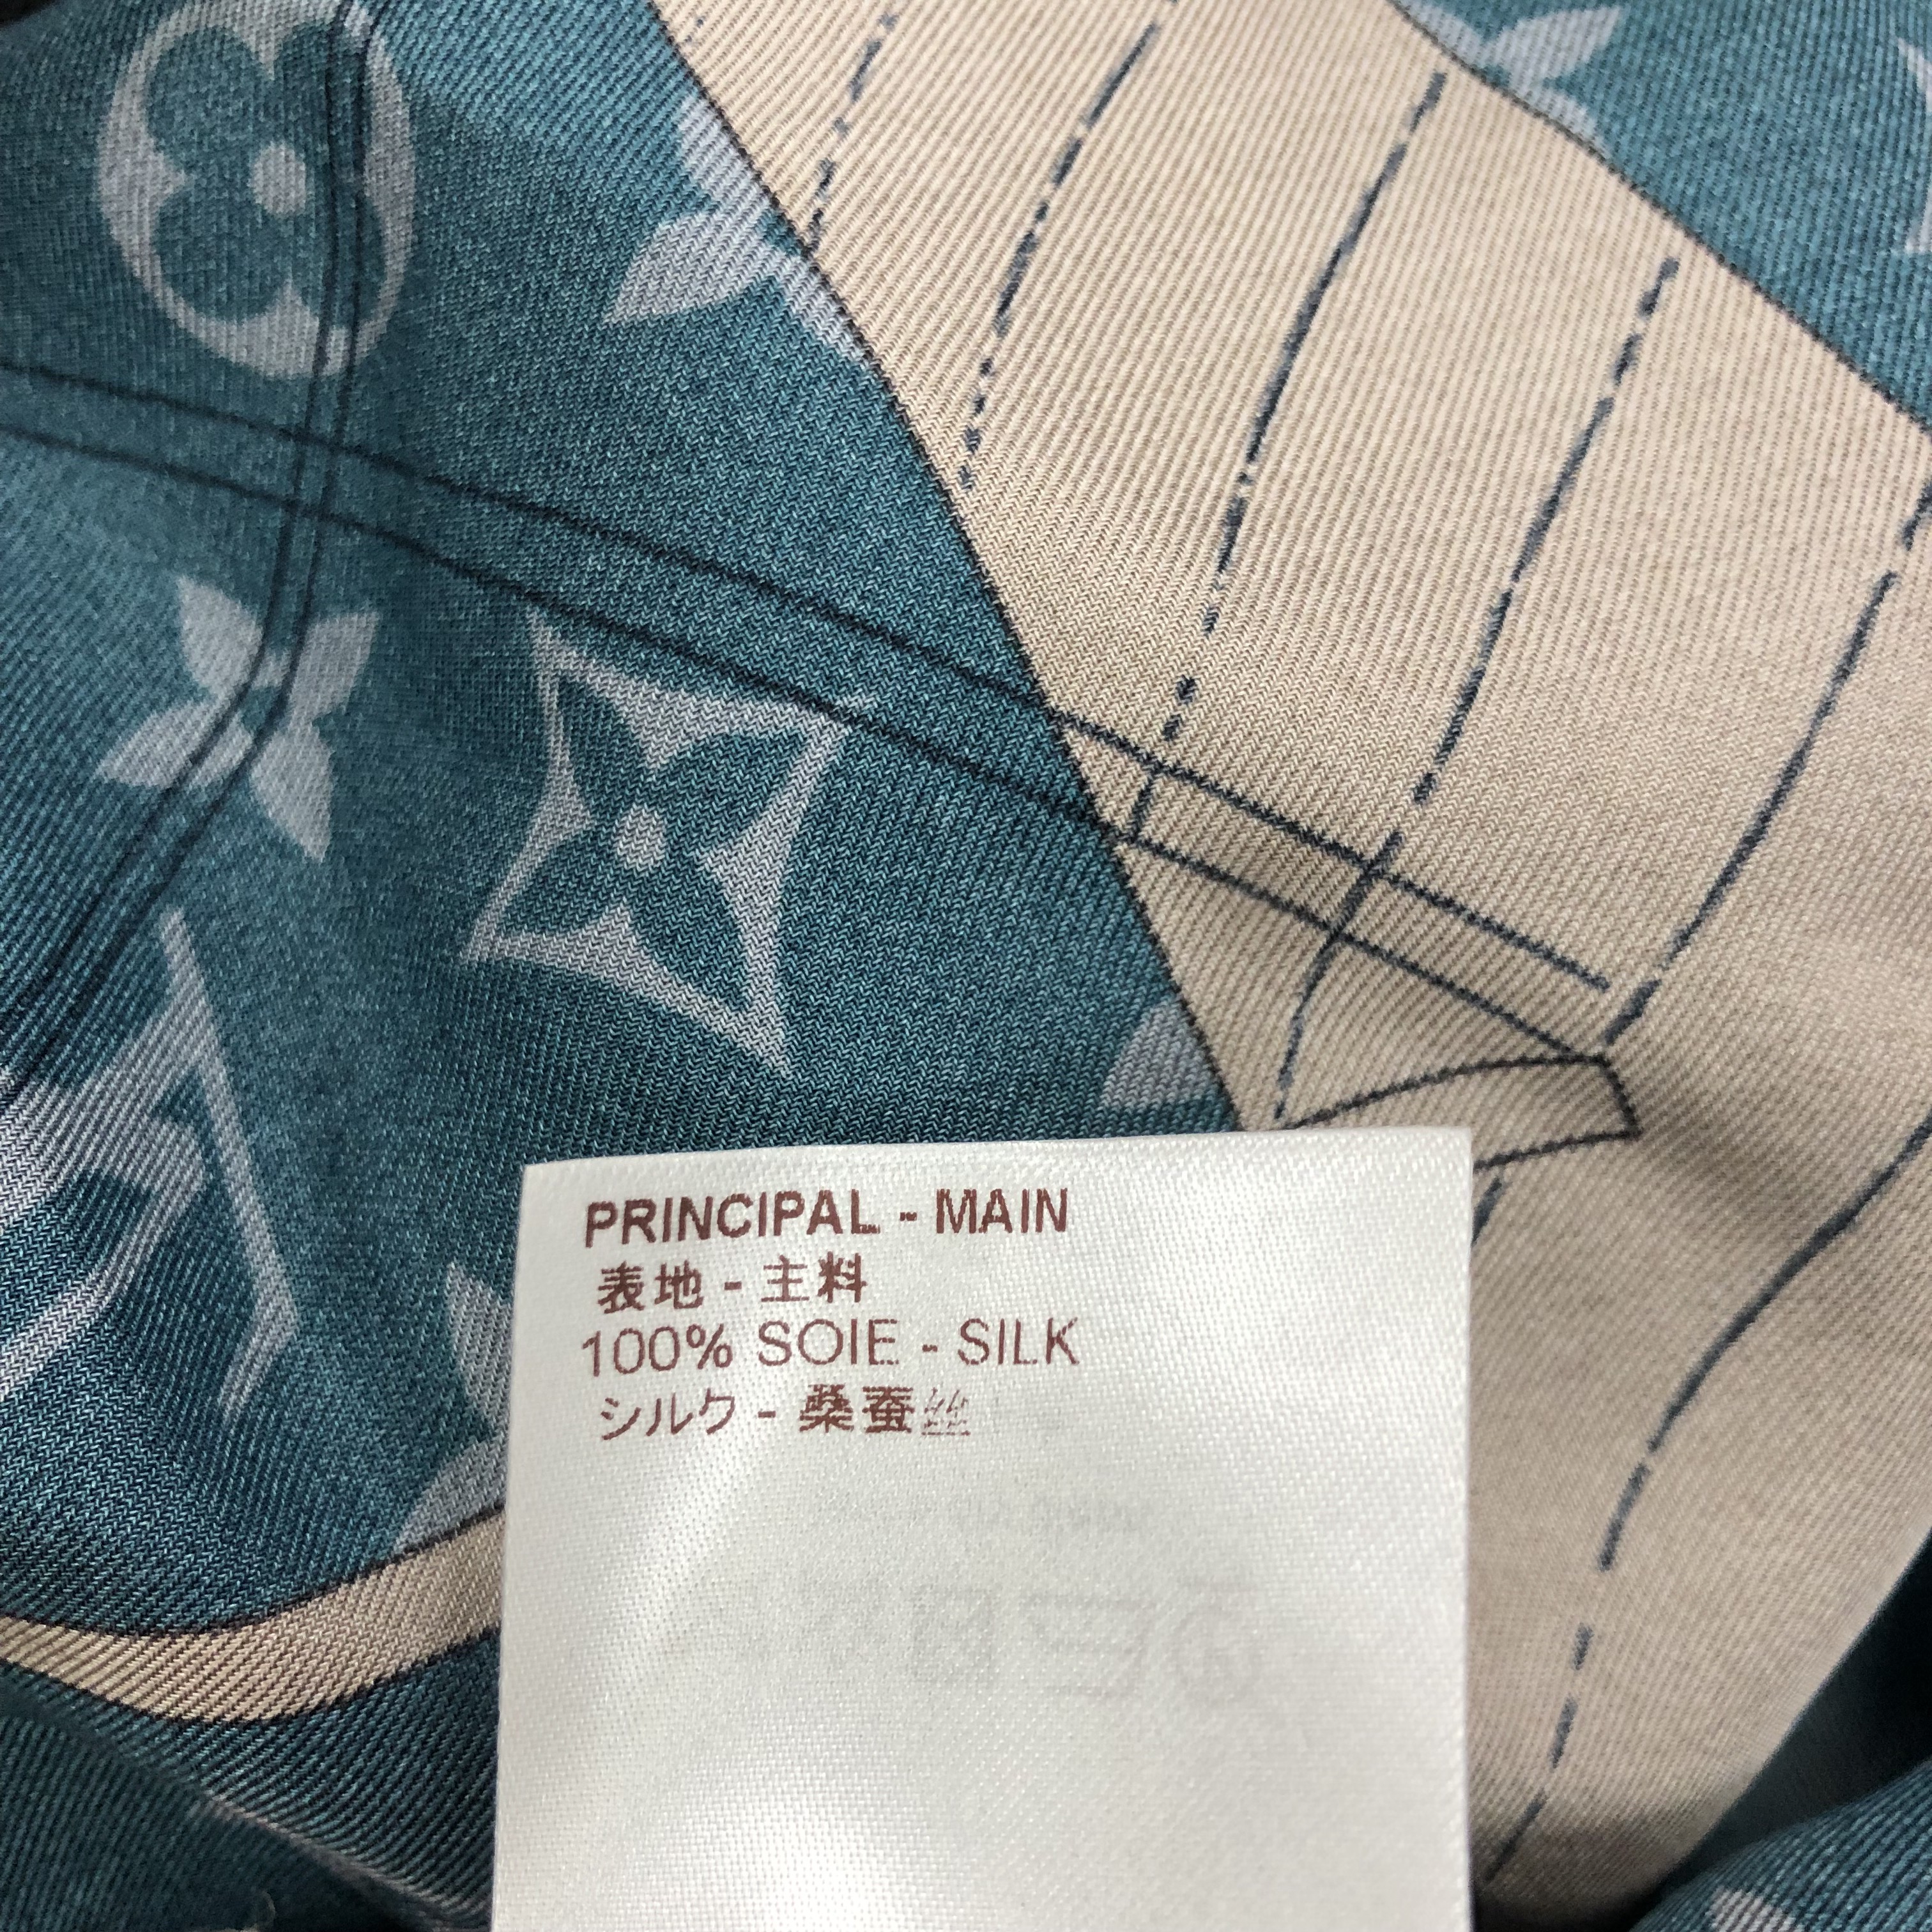 PRINCIPAL - MAIN
表地 - 主料
100% SOIE - SILK
シルク - 桑蚕丝